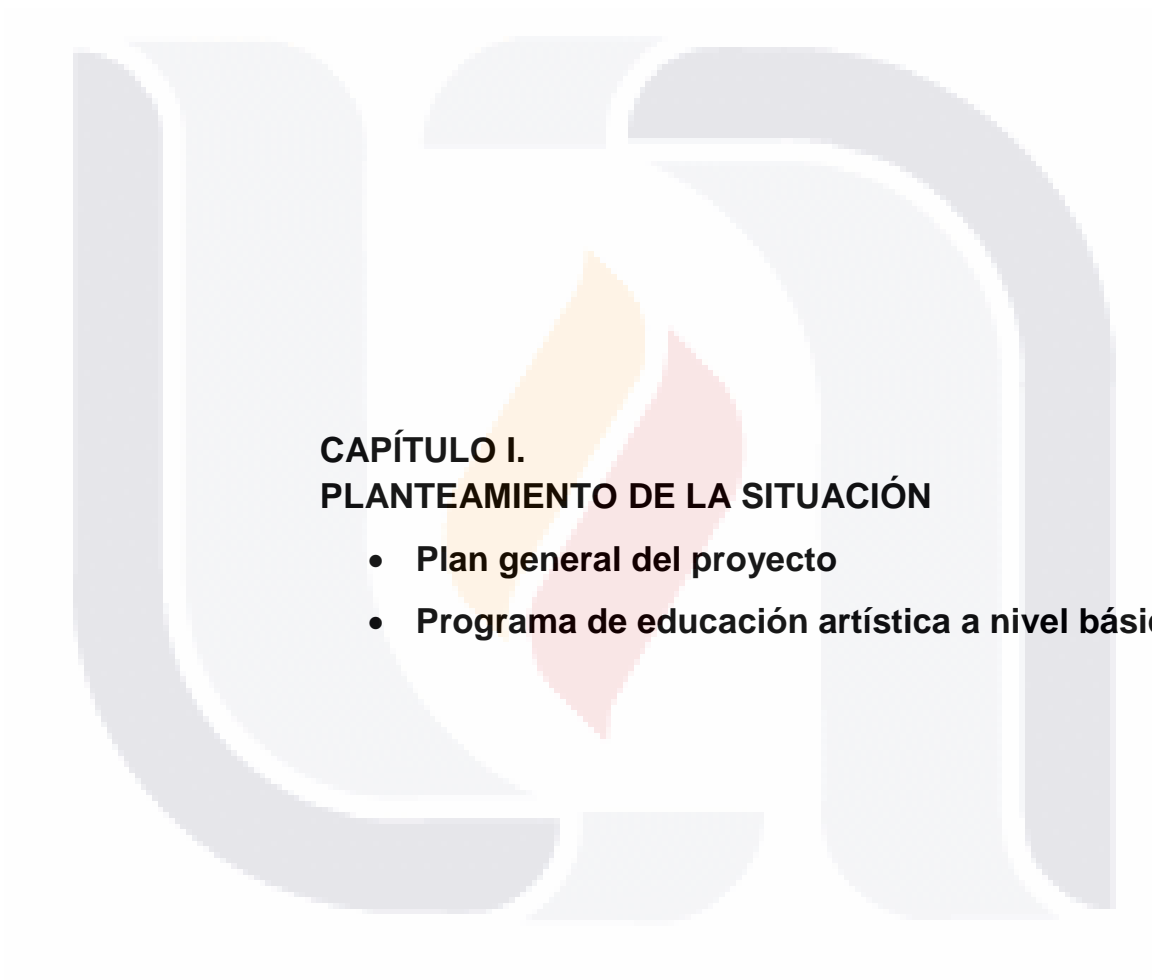 CAPÍTULO I.
PLANTEAMIENTO DE LA SITUACIÓN
• Plan general del proyecto
• Programa de educación artística a nivel